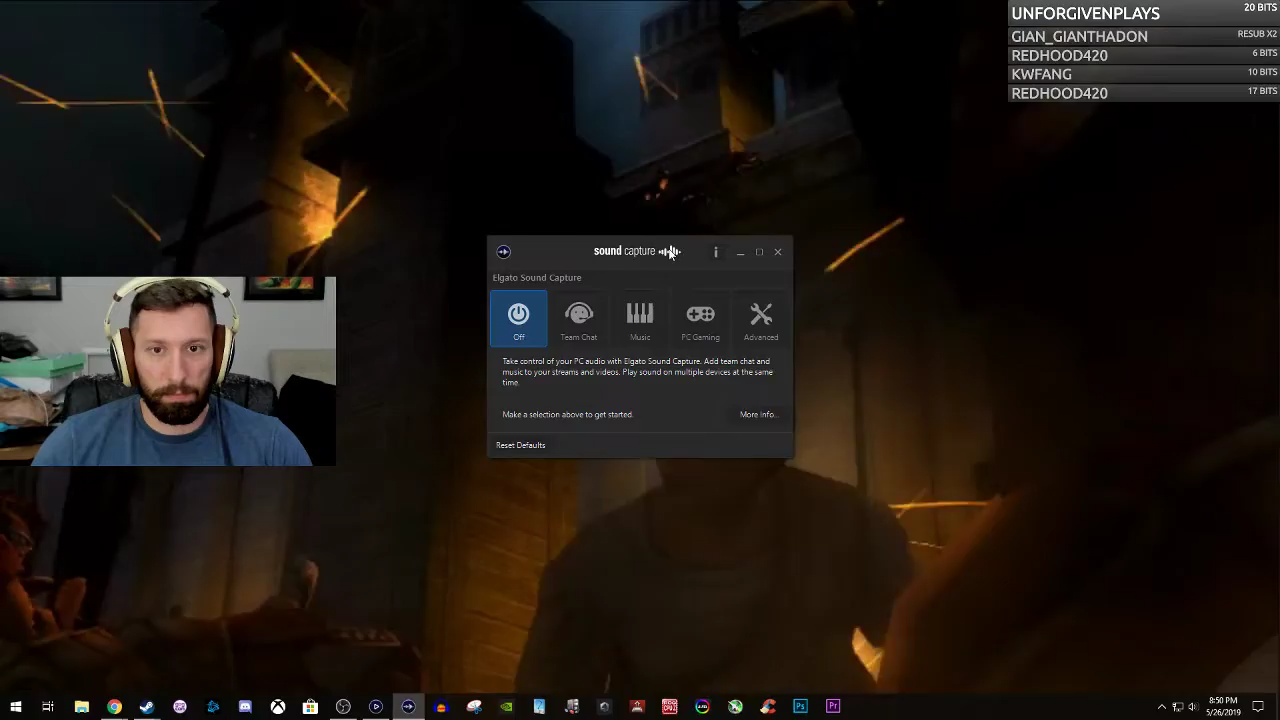 UNFORGIVENPLAYS 20 BITS
GIAN_GIANTHADON RESUB X2
REDHOOD420 6 BITS
KWFANG 10 BITS
REDHOOD420 17 BITS
sound capture
Elgato Sound Capture
Off Team Chat Music PC Gaming Advanced
Take control of your PC audio with Elgato Sound Capture. Add team chat and
music to your streams and videos. Play sound on multiple devices at the same
time.
Make a selection above to get started. More Info...
Reset Defaults
Ps Pr
8:50 PM
5/26/2019